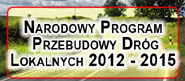 Narodowy Program
Przebudowy Dróg
Lokalnych 2012 - 2015